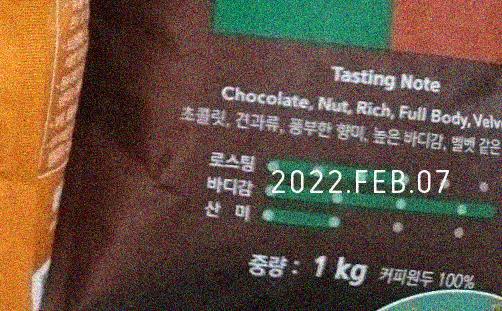 Tasting Note
Chocolate, Nut, Rich, Full Body, Velve
초콜릿, 견과류, 풍부한 향미, 높은 바디감, 벨벳 같은
로스팅
바디감
2022.FEB.07
산 미
중량 : 1 kg 커피원두 100%